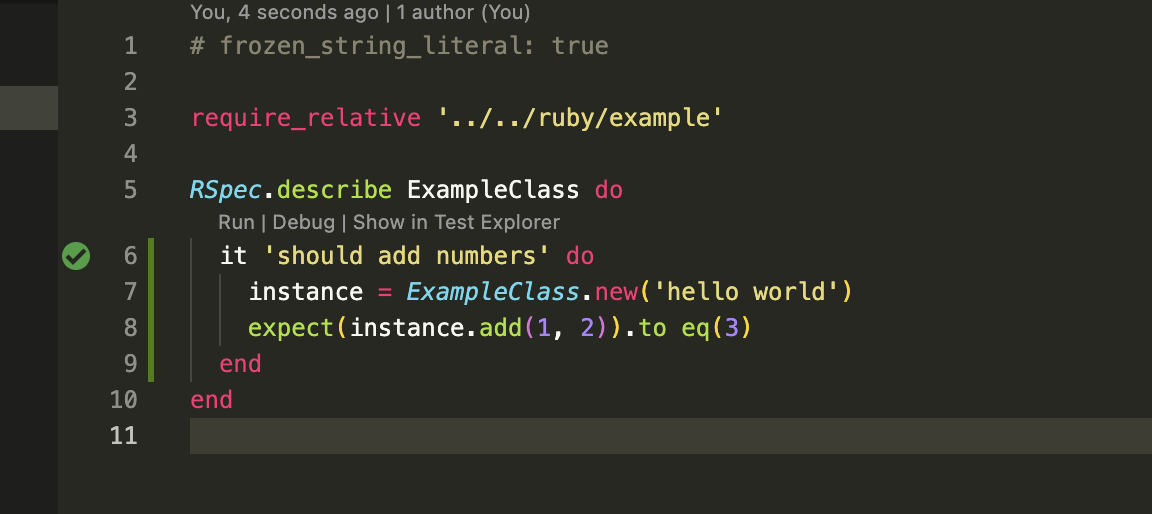 You, 4 seconds ago | 1 author (You)
1 # frozen_string_literal: true
2
3 require_relative '../../ruby/example'
4
5 RSpec.describe ExampleClass do
Run | Debug | Show in Test Explorer
6 it 'should add numbers' do
7 instance = ExampleClass.new('hello world')
8 expect(instance.add(1, 2)).to eq(3)
9 end
10 end
11